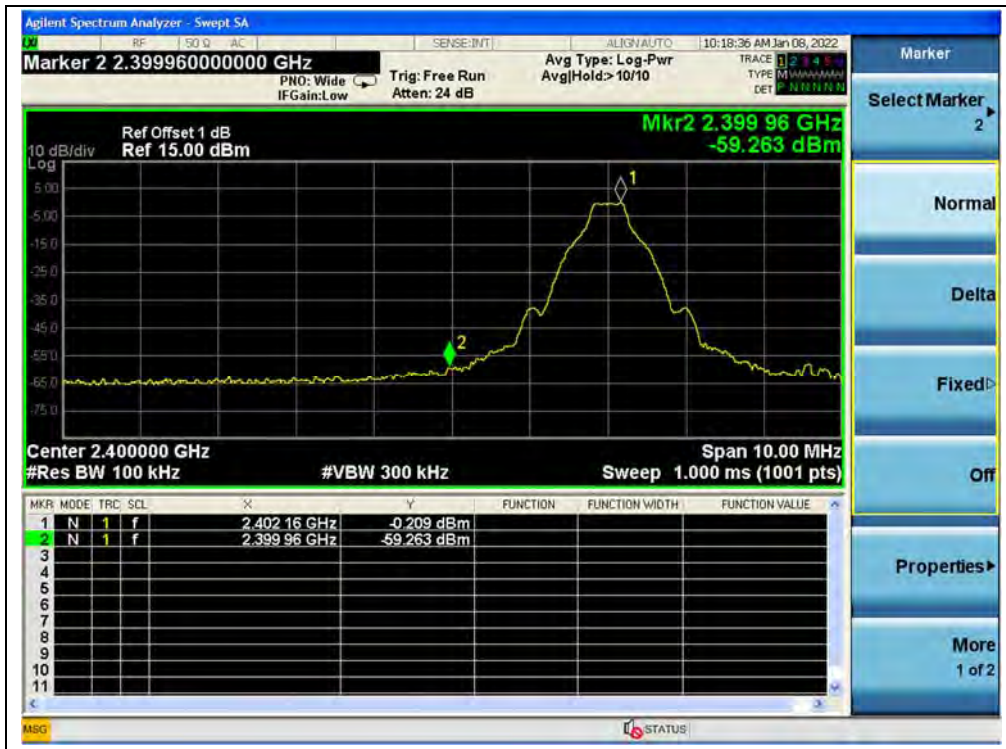 Agilent Spectrum Analyzer - Swept SA
LXI RF 50 Ω AC SENSE:INT ALIGN AUTO 10:18:36 AM Jan 08, 2022
Marker 2 2.399960000000 GHz
PNO: Wide
IFGain:Low
Trig: Free Run
Atten: 24 dB
Avg Type: Log-Pwr
Avg|Hold:> 10/10
TRACE 1 2 3 4 5 6
TYPE M
DET P N N N N N
Ref Offset 1 dB
Ref 15.00 dBm
10 dB/div
Log
Mkr2 2.399 96 GHz
-59.263 dBm
5.00
-5.00
-15.0
-25.0
-35.0
-45.0
-55.0
-65.0
-75.0
1
2
Center 2.400000 GHz
Span 10.00 MHz
#Res BW 100 kHz #VBW 300 kHz Sweep 1.000 ms (1001 pts)
MKR MODE TRC SCL X Y FUNCTION FUNCTION WIDTH FUNCTION VALUE
1 N 1 f 2.402 16 GHz -0.209 dBm
2 N 1 f 2.399 96 GHz -59.263 dBm
3
4
5
6
7
8
9
10
11
MSG STATUS
Marker
Select Marker
2
Normal
Delta
Fixed
Off
Properties
More
1 of 2